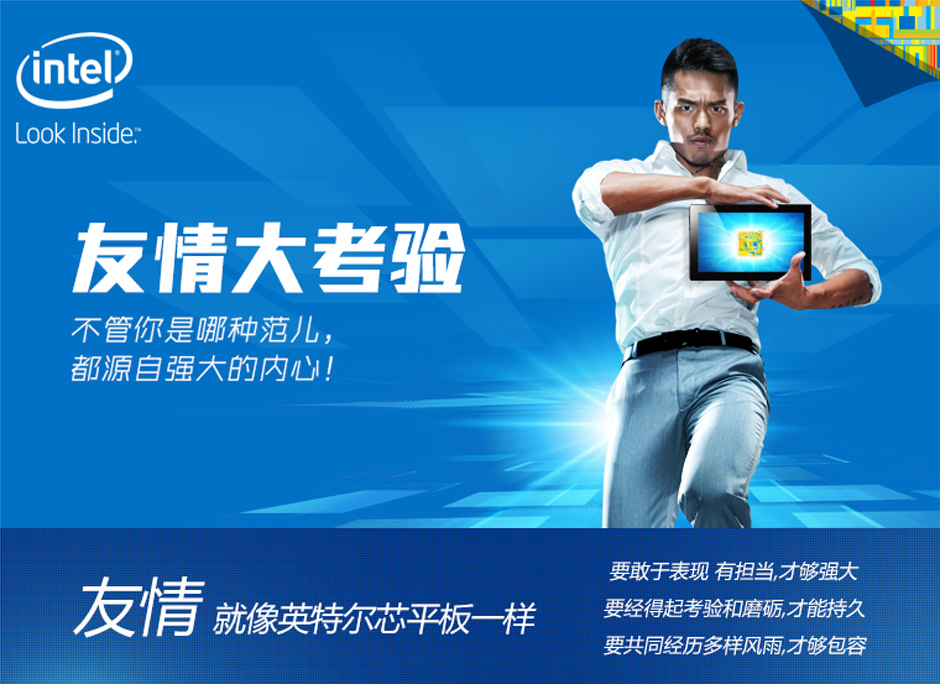 intel
Look Inside.™
友情大考验
不管你是哪种范儿，
都源自强大的内心！
友情 就像英特尔芯平板一样
要敢于表现 有担当,才够强大
要经得起考验和磨砺,才能持久
要共同经历多样风雨,才够包容